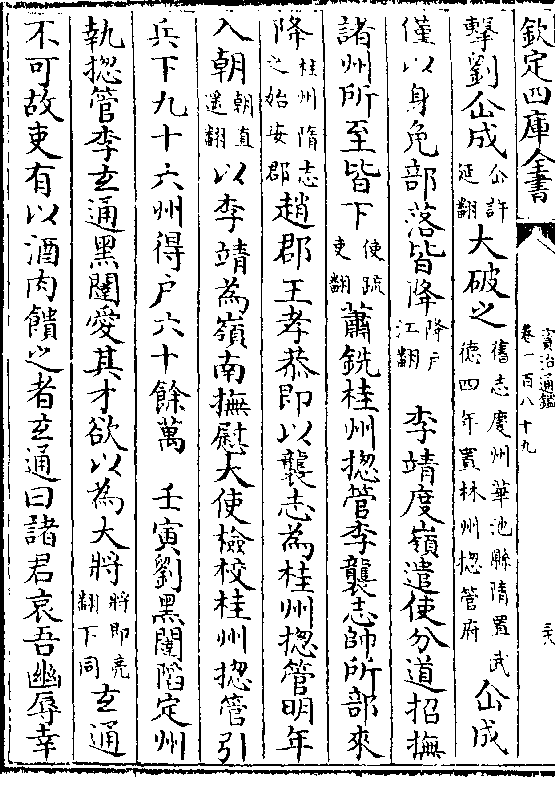 欽定四庫全書
資治通鑑
卷一百八十九
擊劉仚成仚許延翻大破之舊志慶州華池縣隋置武德四年置林州揔管府仚成
僅以身免部落皆降降戶江翻 李靖度嶺遣使分道招撫
諸州所至皆下使疏吏翻蕭銑桂州揔管李襲志帥所部來
降桂州隋志之始安郡趙郡王孝恭即以襲志為桂州揔管明年
入朝朝直遥翻以李靖為嶺南撫慰大使檢校桂州揔管引
兵下九十六州得户六十餘萬 壬寅劉黑闥䧟定州
執揔管李玄通黑闥愛其才欲以為大將將即亮翻下同玄通
不可故吏有以酒肉饋之者玄通曰諸君哀吾幽辱幸